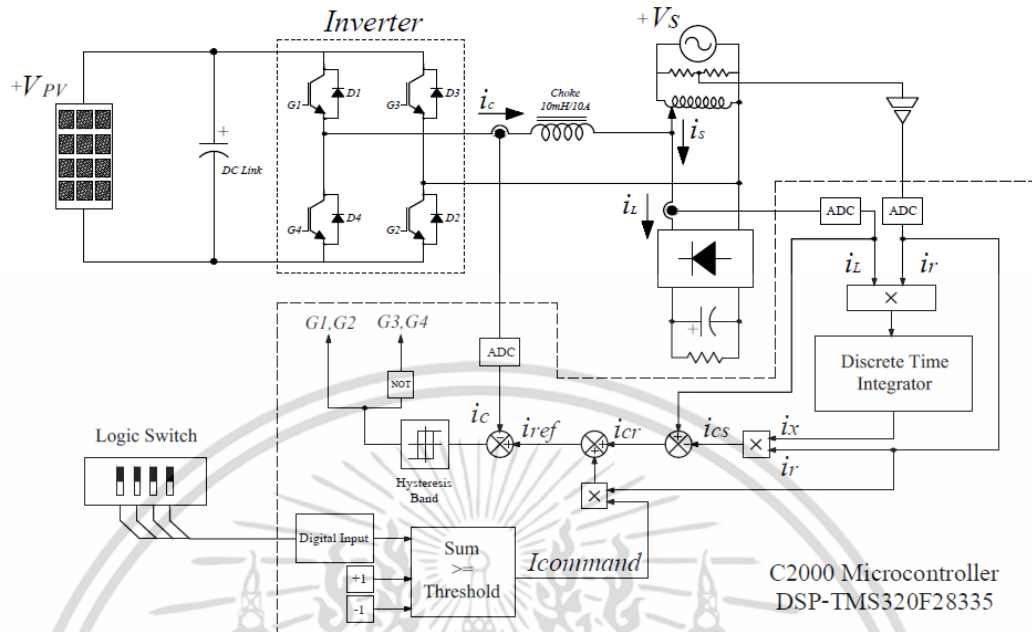 Inverter
+Vs
+VPV
G1
D1
G3
D3
ic
Choke
10mH/10A
is
+
DC Link
G4
D4
G2
D2
iL
ADC
ADC
iL
ir
×
+
G1,G2
G3,G4
ADC
NOT
Discrete Time
Integrator
Logic Switch
ic
iref
icr
ics
ix
ir
×
Hysteresis
Band
×
Digital Input
+1
-1
Sum
>=
Threshold
Icommand
C2000 Microcontroller
DSP-TMS320F28335